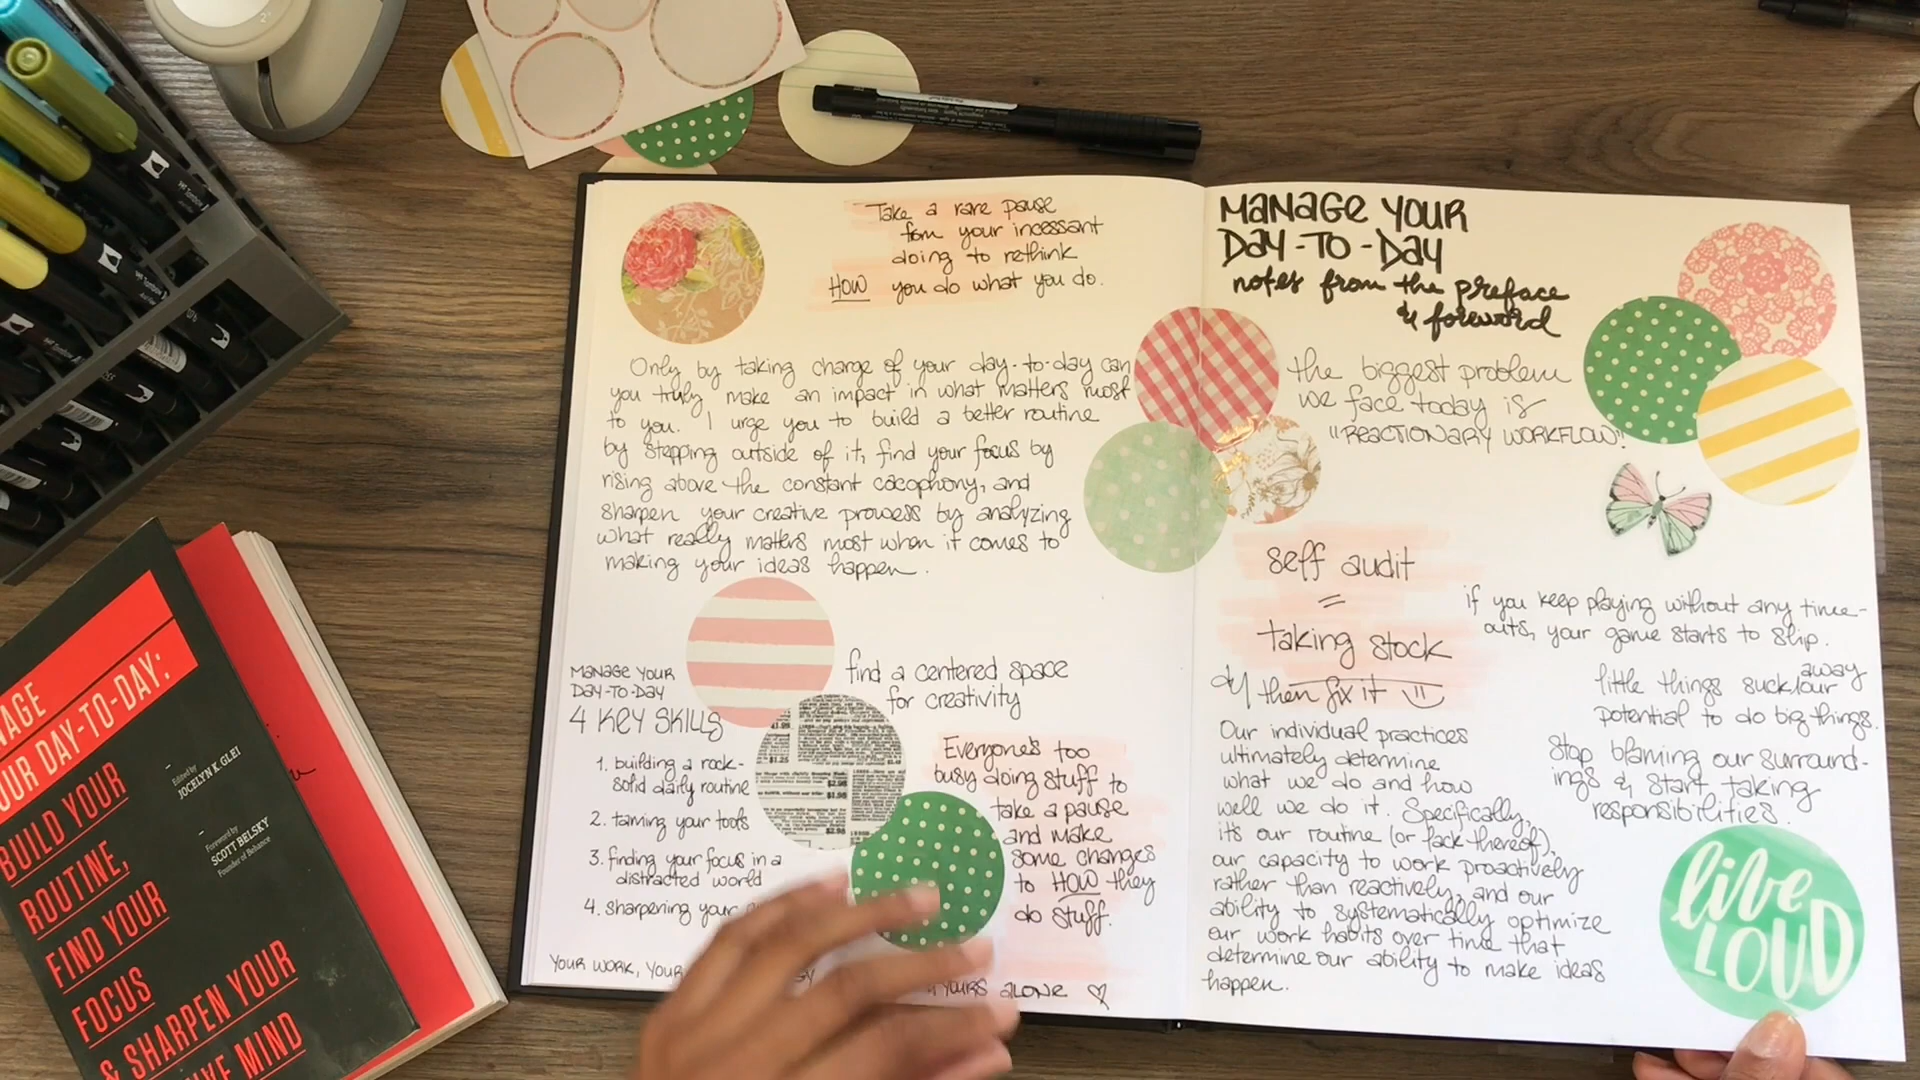 Take a rare pause
from your incessant
doing to rethink
HOW you do what you do.
Only by taking charge of your day-to-day can
you truly make an impact in what matters most
to you. I urge you to build a better routine
by stepping outside of it, find your focus by
rising above the constant cacophony, and
sharpen your creative prowess by analyzing
what really matters most when it comes to
making your ideas happen.
MANAGE YOUR
DAY-TO-DAY
4 KEY SKILLS
1. building a rock-
solid daily routine
2. taming your tools
3. finding your focus in a
distracted world
4. sharpening your
find a centered space
for creativity
Everyone's too
busy doing stuff to
take a pause
and make
some changes
to HOW they
do stuff.
YOUR WORK, YOUR
YOURS ALONE
MANAGE YOUR
DAY-TO-DAY
notes from the preface
& foreword
the biggest problem
we face today is
"REACTIONARY WORKFLOW"!
self audit
=
taking stock
& then fix it
if you keep playing without any time-
outs, your game starts to slip.
little things suck away our
potential to do big things.
Stop blaming our surround-
ings & start taking
responsibilities.
Our individual practices
ultimately determine
what we do and how
well we do it. Specifically,
it's our routine (or lack thereof),
our capacity to work proactively
rather than reactively, and our
ability to systematically optimize
our work habits over time that
determine our ability to make ideas
happen.
live
LOUD
NAGE
OUR DAY-TO-DAY:
BUILD YOUR
ROUTINE,
FIND YOUR
FOCUS
& SHARPEN YOUR
MIND
Edited by
JOCELYN K. GLEI
Foreword by
SCOTT BELSKY
Founder of Behance